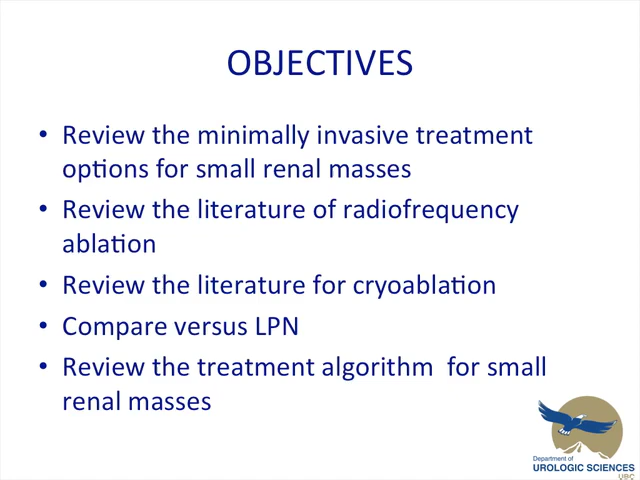 OBJECTIVES
• Review the minimally invasive treatment
options for small renal masses
• Review the literature of radiofrequency
ablation
• Review the literature for cryoablation
• Compare versus LPN
• Review the treatment algorithm  for small
renal masses
Department of
UROLOGIC SCIENCES
UBC